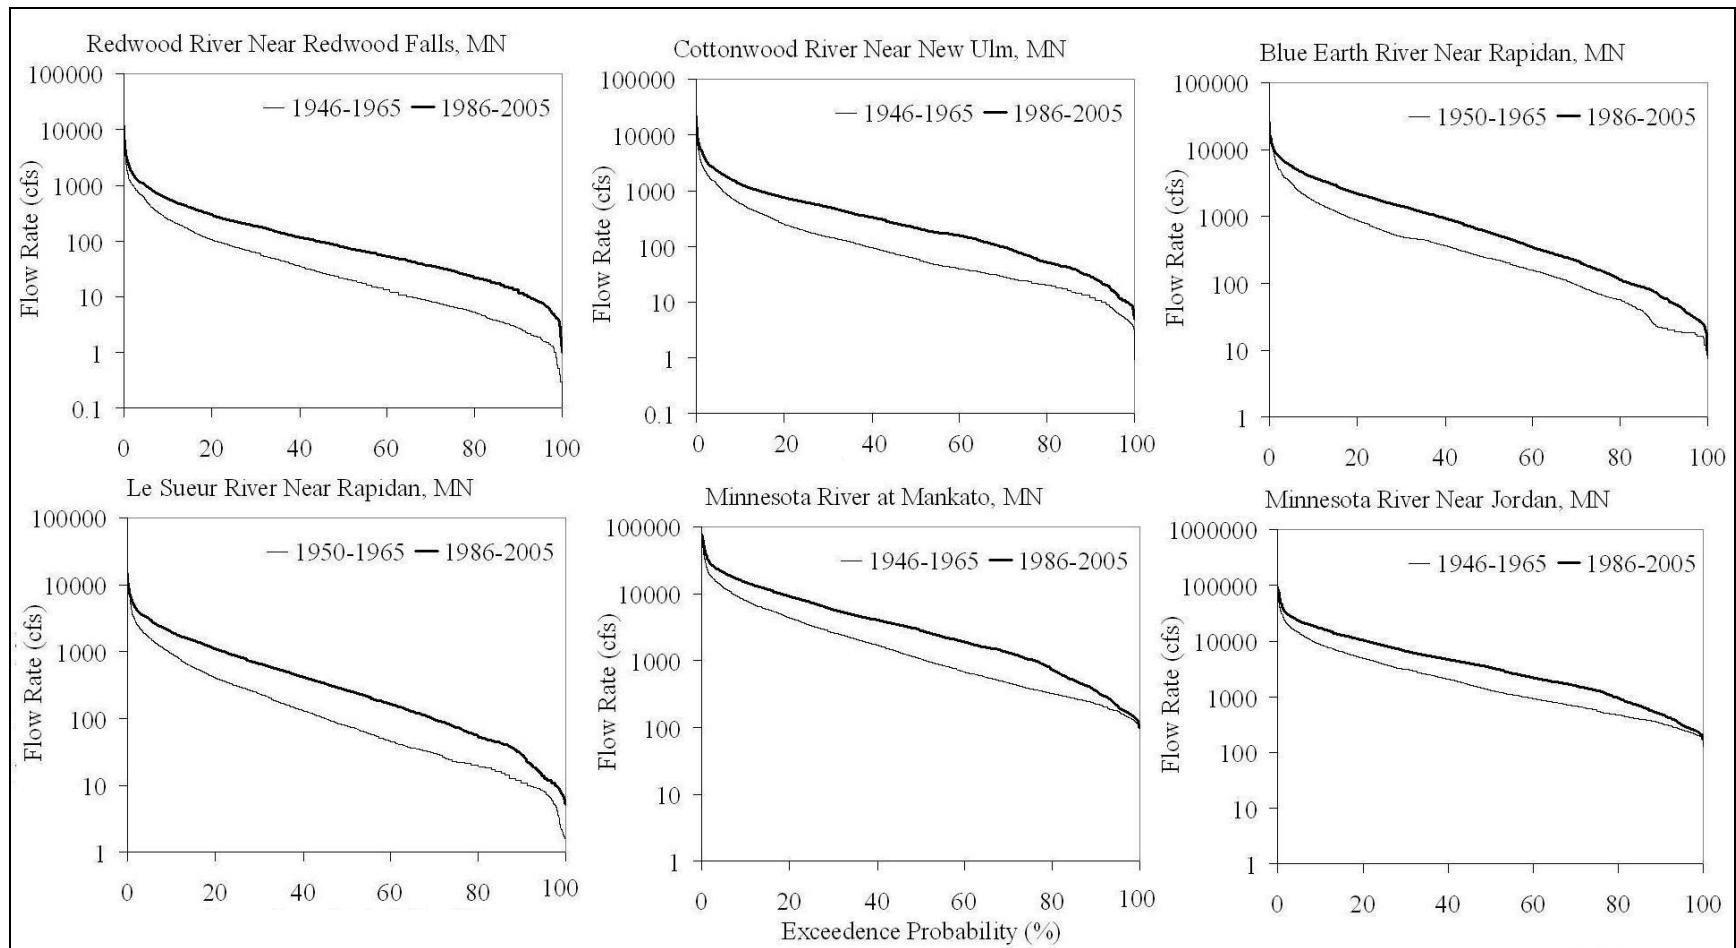 Redwood River Near Redwood Falls, MN
1946-1965 1986-2005
Flow Rate (cfs)
100000
10000
1000
100
10
1
0.1
0 20 40 60 80 100
Cottonwood River Near New Ulm, MN
1946-1965 1986-2005
Flow Rate (cfs)
100000
10000
1000
100
10
1
0.1
0 20 40 60 80 100
Blue Earth River Near Rapidan, MN
1950-1965 1986-2005
Flow Rate (cfs)
100000
10000
1000
100
10
1
0 20 40 60 80 100
Le Sueur River Near Rapidan, MN
1950-1965 1986-2005
Flow Rate (cfs)
100000
10000
1000
100
10
1
0 20 40 60 80 100
Minnesota River at Mankato, MN
1946-1965 1986-2005
Flow Rate (cfs)
100000
10000
1000
100
10
1
0 20 40 60 80 100
Exceedence Probability (%)
Minnesota River Near Jordan, MN
1946-1965 1986-2005
Flow Rate (cfs)
1000000
100000
10000
1000
100
10
1
0 20 40 60 80 100